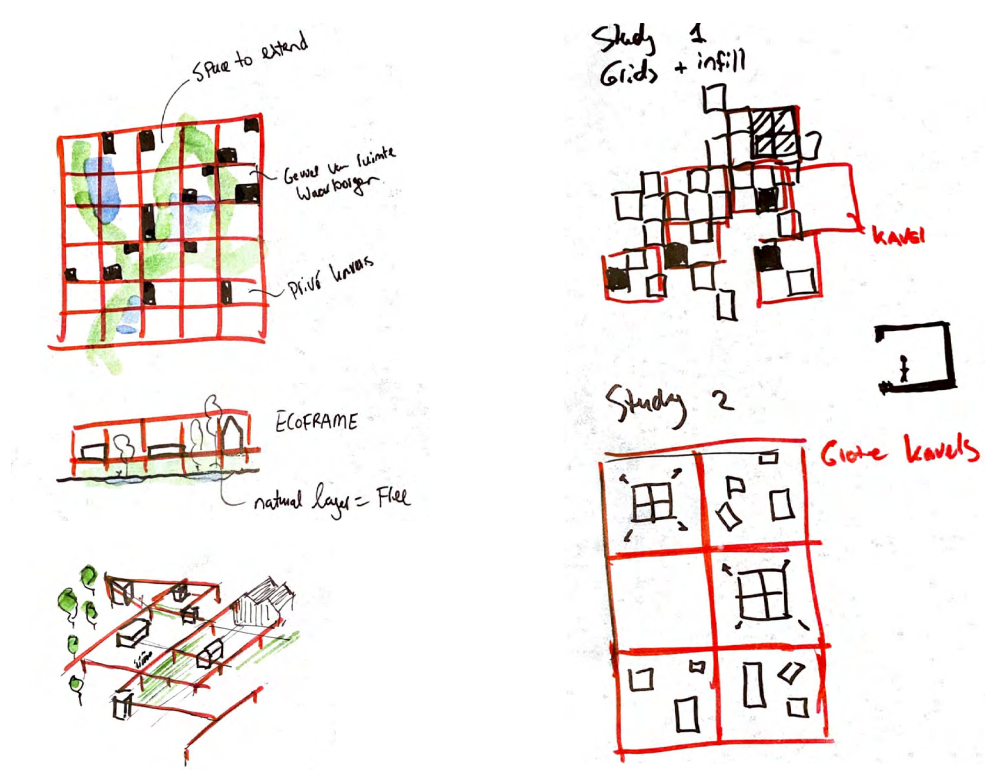 Space to extend
Gevoel van ruimte
Waarborgen
privé kavels
ECOFRAME
natural layer = Free
Study 1
Grids + infill
KAVEL
Study 2
Grote kavels